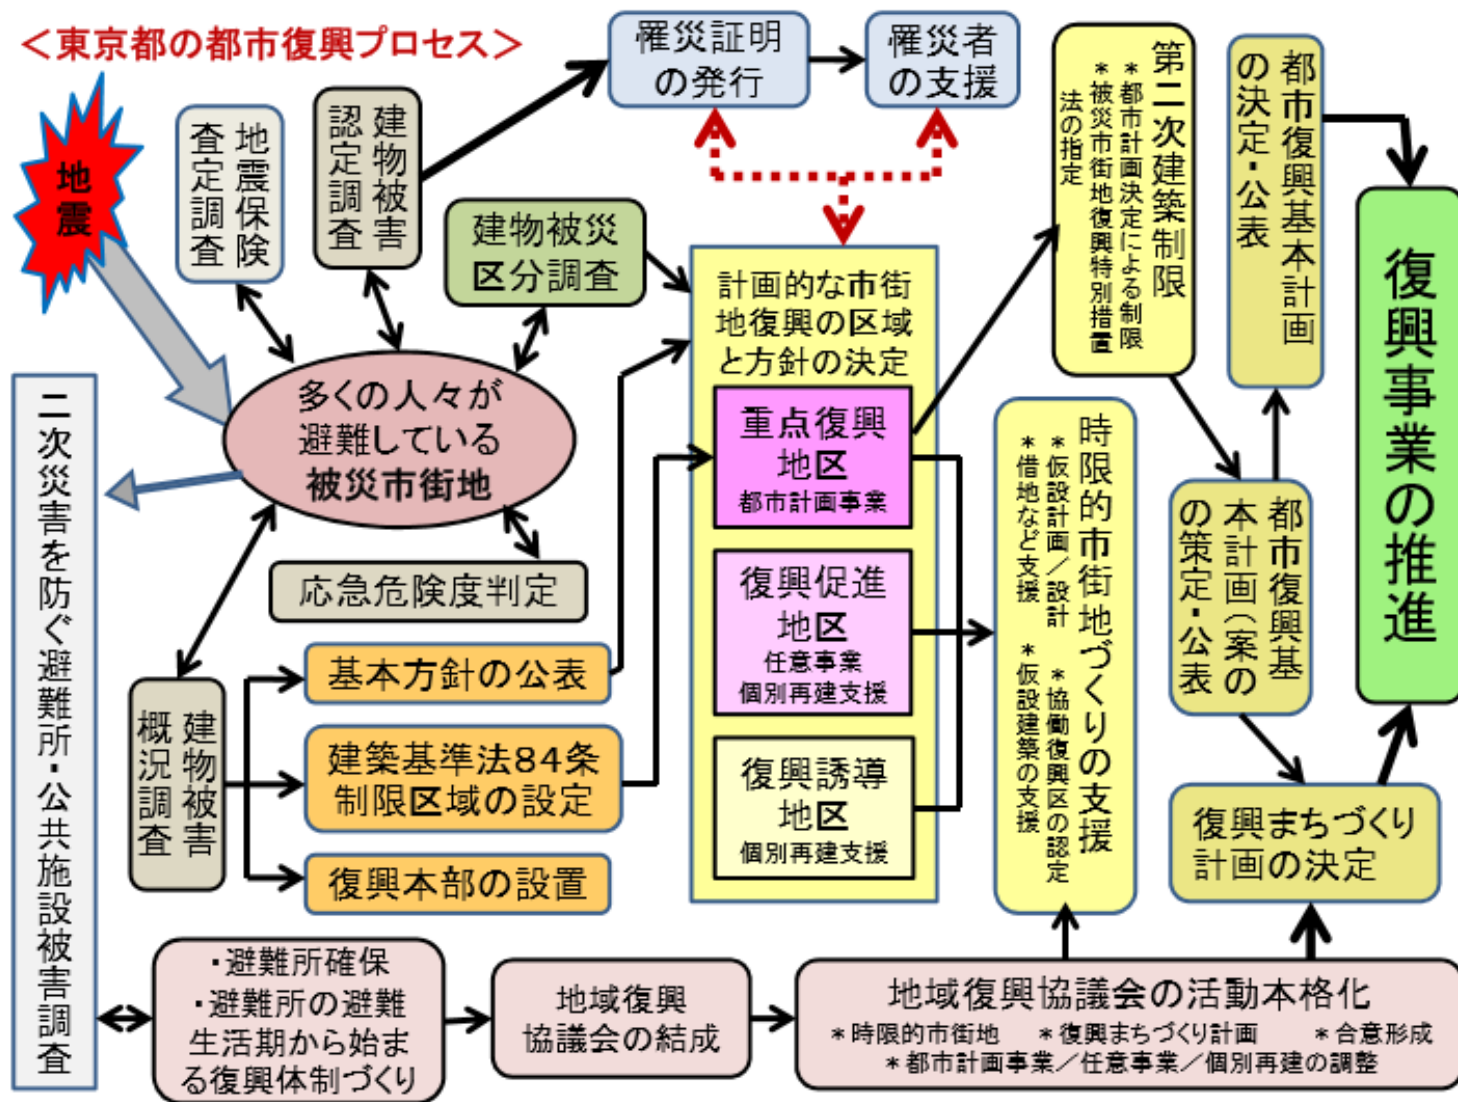 ＜東京都の都市復興プロセス＞
地震
地震保険
査定調査
建物被害
認定調査
罹災証明
の発行
罹災者
の支援
建物被災
区分調査
多くの人々が
避難している
被災市街地
応急危険度判定
二次災害を防ぐ避難所・公共施設被害調査
建物被害
概況調査
基本方針の公表
建築基準法84条
制限区域の設定
復興本部の設置
計画的な市街
地復興の区域
と方針の決定
重点復興
地区
都市計画事業
復興促進
地区
任意事業
個別再建支援
復興誘導
地区
個別再建支援
第二次建築制限
＊都市計画決定による制限
＊被災市街地復興特別措置
法の指定
時限的市街地づくりの支援
＊仮設計画／設計　＊協働復興区の認定
＊借地など支援　＊仮設建築の支援
都市復興基本計画
の決定・公表
都市復興基
本計画（案の
の策定・公表
復興まちづくり
計画の決定
復興事業の推進
・避難所確保
・避難所の避難
生活期から始ま
る復興体制づくり
地域復興
協議会の結成
地域復興協議会の活動本格化
＊時限的市街地　＊復興まちづくり計画　＊合意形成
＊都市計画事業／任意事業／個別再建の調整